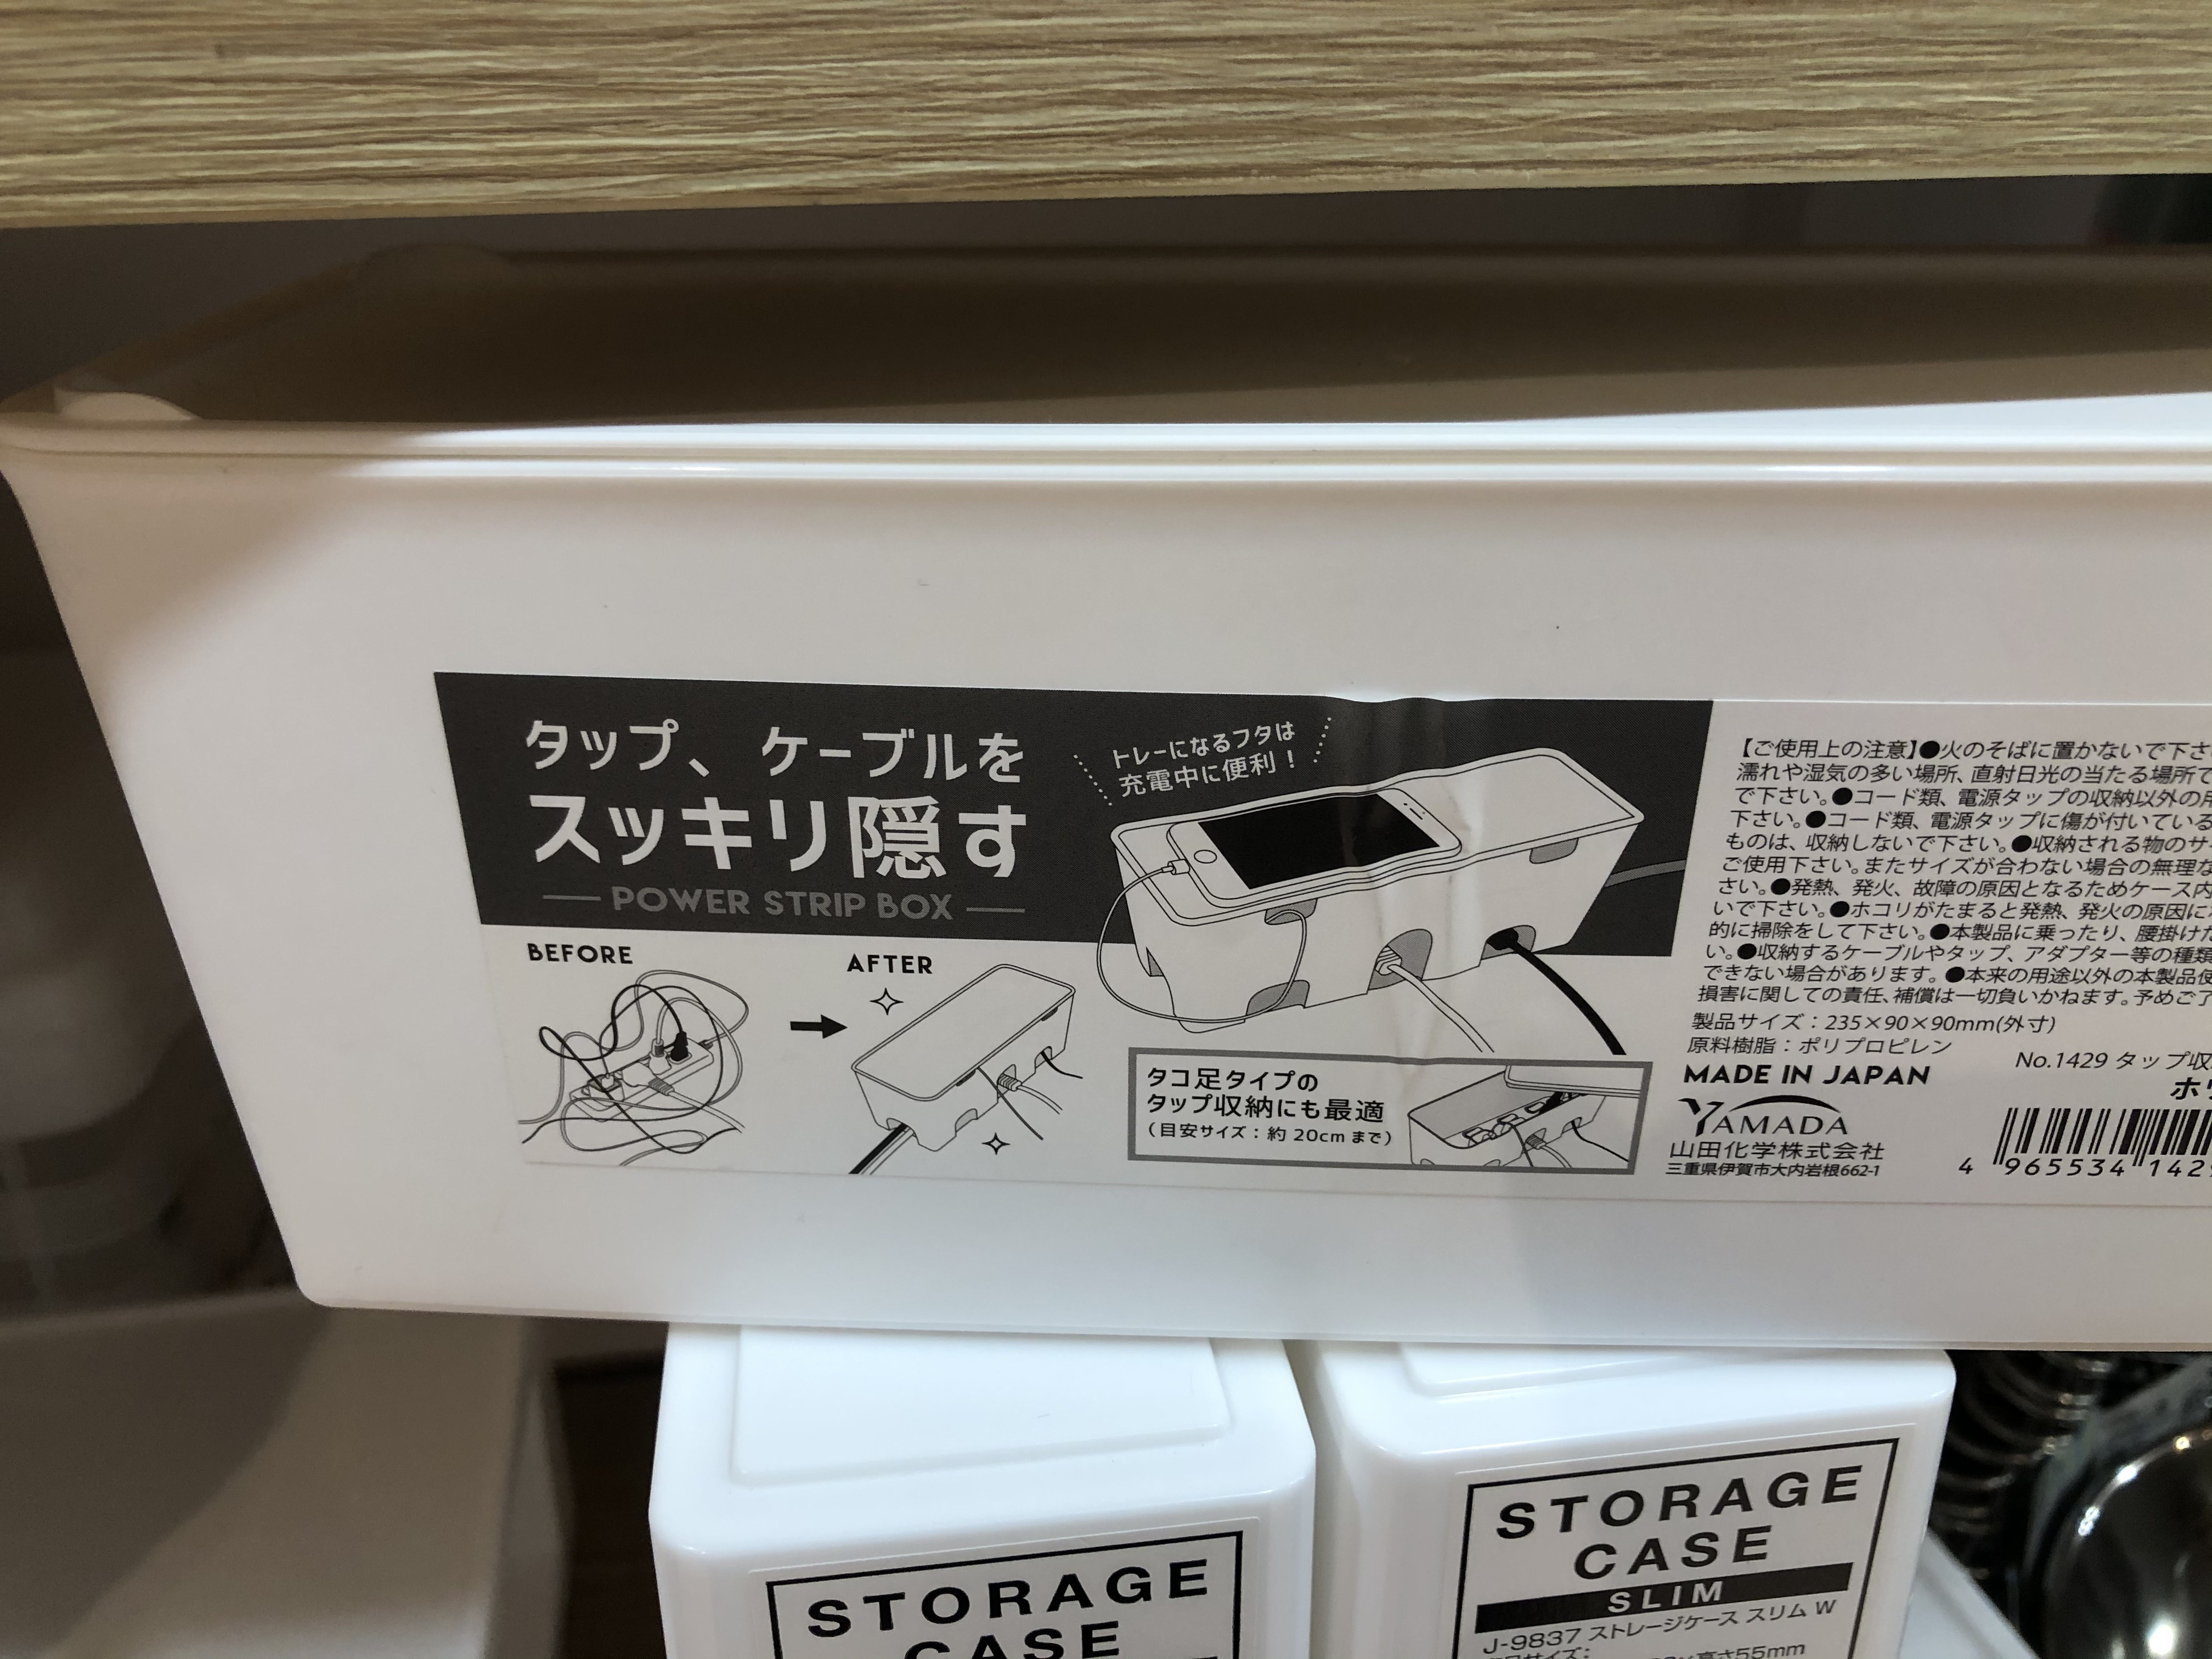 タップ、ケーブルを
スッキリ隠す
POWER STRIP BOX
トレーになるフタは
充電中に便利！
BEFORE
AFTER
タコ足タイプの
タップ収納にも最適
(目安サイズ：約 20cm まで)
【ご使用上の注意】●火のそばに置かないで下さ
濡れや湿気の多い場所、直射日光の当たる場所で
で下さい。●コード類、電源タップの収納以外の
下さい。●コード類、電源タップに傷が付いている
ものは、収納しないで下さい。●収納される物のサ
ご使用下さい。またサイズが合わない場合の無理な
さい。●発熱、発火、故障の原因となるためケース内
いで下さい。●ホコリがたまると発熱、発火の原因に
的に掃除をして下さい。●本製品に乗ったり、腰掛けた
い。●収納するケーブルやタップ、アダプター等の種類
できない場合があります。●本来の用途以外の本製品使
損害に関しての責任、補償は一切負いかねます。予めご了
製品サイズ：235×90×90mm(外寸)
原料樹脂：ポリプロピレン
No.1429 タップ収
MADE IN JAPAN
ホ
YAMADA
山田化学株式会社
三重県伊賀市大内岩根662-1
4 965534 142
STORAGE
CASE
STORAGE
CASE
SLIM
J-9837 ストレージケース スリム W
高さ55mm